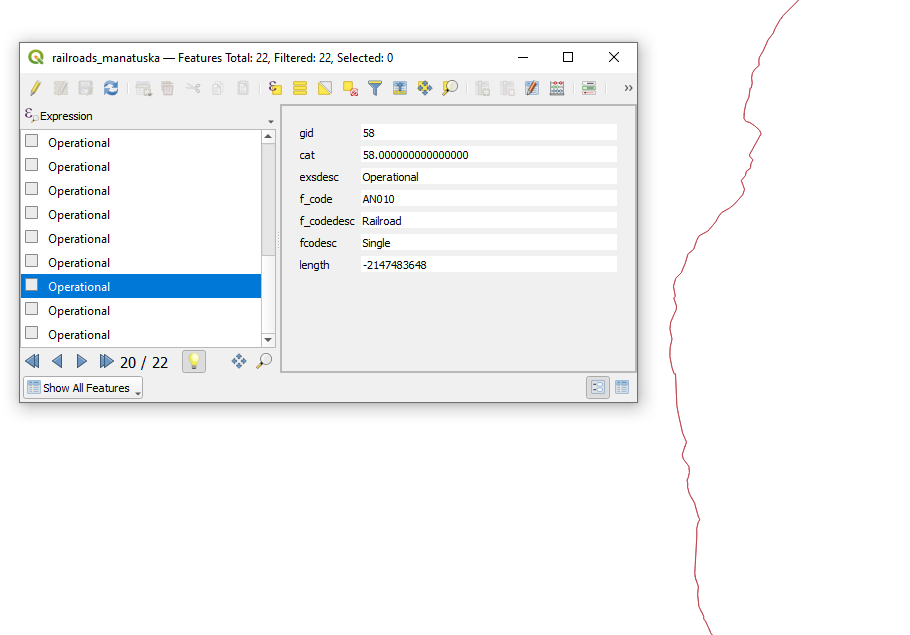 railroads_manatuska — Features Total: 22, Filtered: 22, Selected: 0
Expression
Operational
Operational
Operational
Operational
Operational
Operational
Operational
Operational
Operational
20 / 22
Show All Features
gid 58
cat 58.000000000000000
exsdesc Operational
f_code AN010
f_codedesc Railroad
fcodesc Single
length -2147483648